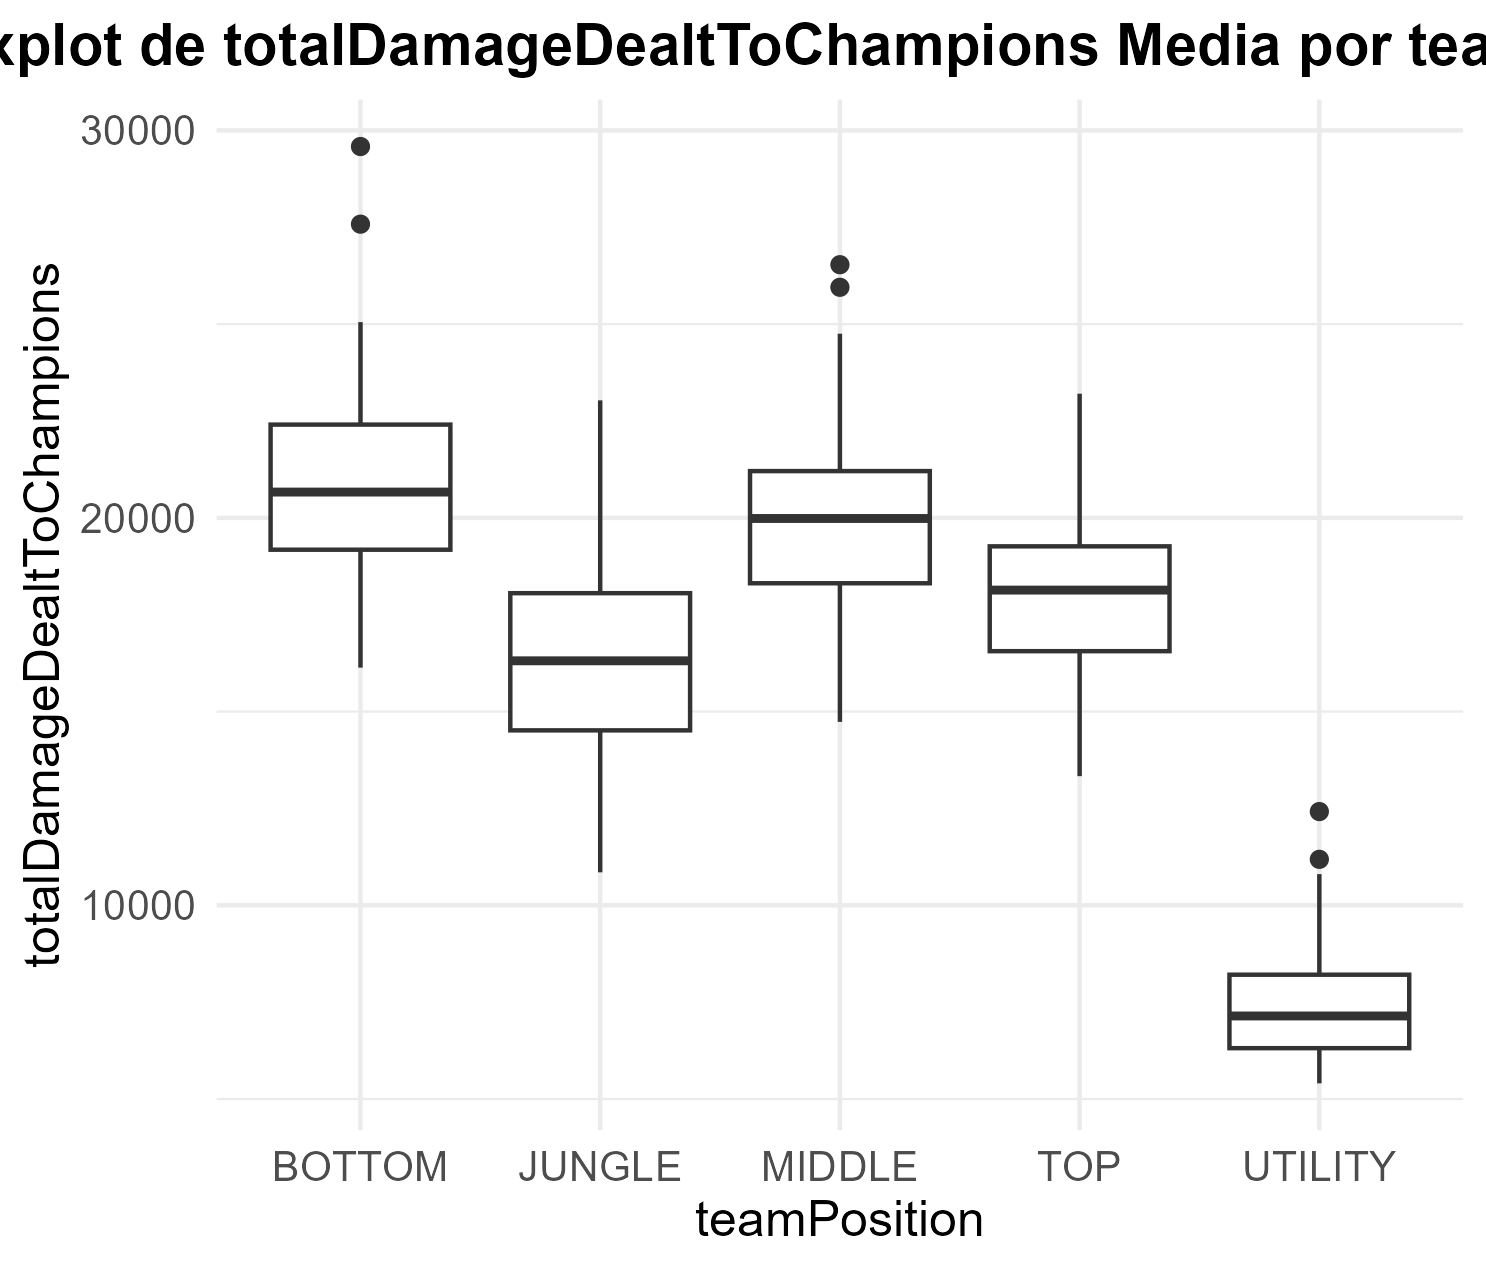 xplot de totalDamageDealtToChampions Media por tea
totalDamageDealtToChampions
30000
20000
10000
BOTTOM JUNGLE MIDDLE TOP UTILITY
teamPosition